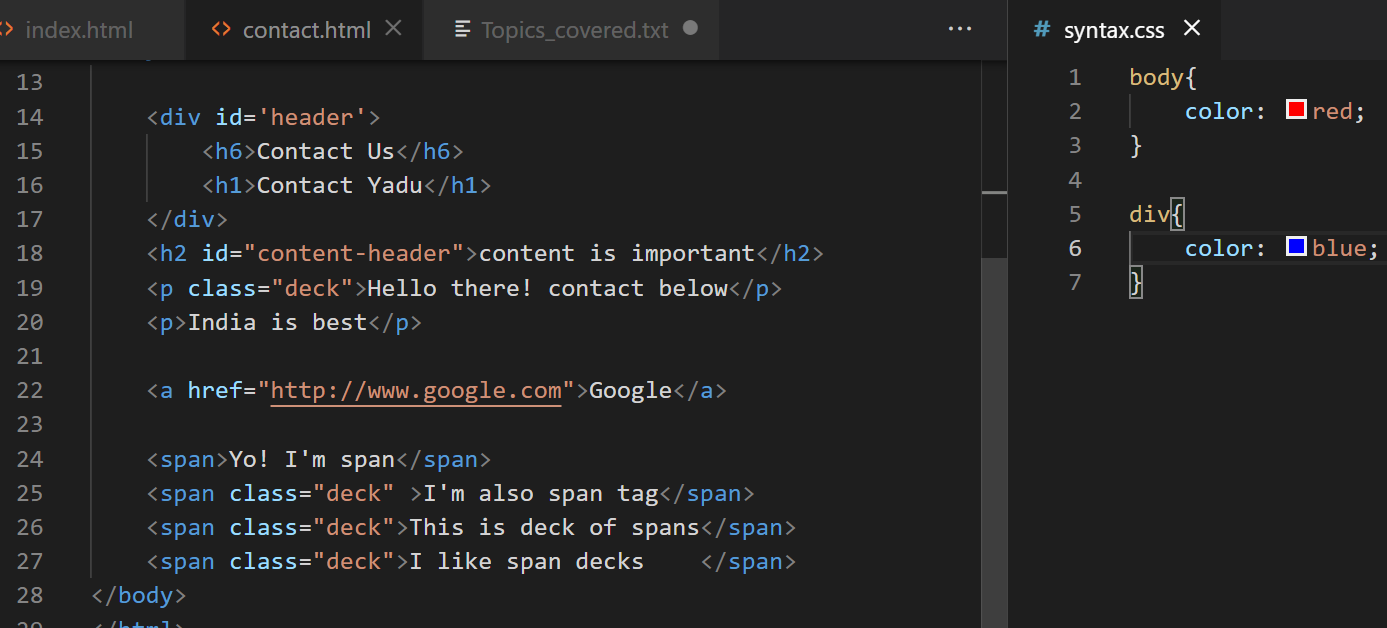 index.html
contact.html
Topics_covered.txt
...
# syntax.css
13
14 <div id='header'>
15 <h6>Contact Us</h6>
16 <h1>Contact Yadu</h1>
17 </div>
18 <h2 id="content-header">content is important</h2>
19 <p class="deck">Hello there! contact below</p>
20 <p>India is best</p>
21
22 <a href="http://www.google.com">Google</a>
23
24 <span>Yo! I'm span</span>
25 <span class="deck" >I'm also span tag</span>
26 <span class="deck">This is deck of spans</span>
27 <span class="deck">I like span decks    </span>
28 </body>
29 </html>
1 body{
2 color: red;
3 }
4
5 div{
6 color: blue;
7 }